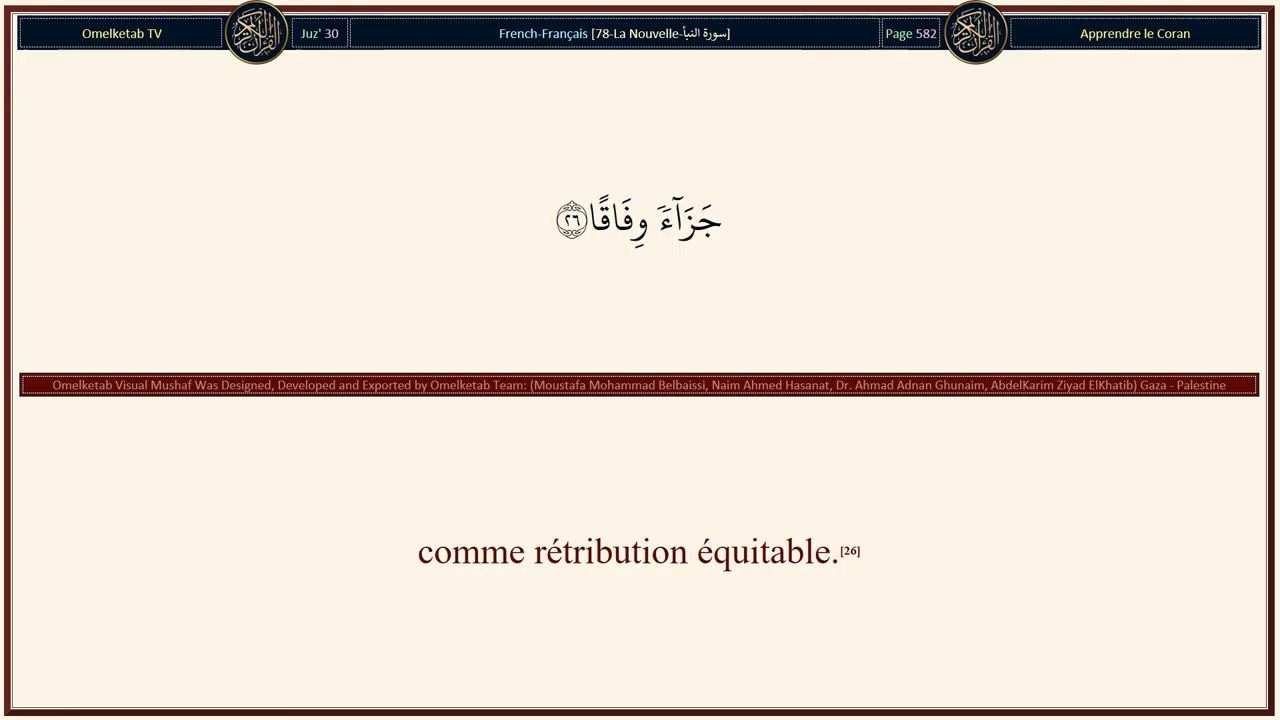 Omelketab TV
Juz' 30
French-Français [78-La Nouvelle-سورة النبأ]
Page 582
Apprendre le Coran
جَزَآءَ وِفَاقًا ٢٦
Omelketab Visual Mushaf Was Designed, Developed and Exported by Omelketab Team: (Moustafa Mohammad Belbaissi, Naim Ahmed Hasanat, Dr. Ahmad Adnan Ghunaim, AbdelKarim Ziyad ElKhatib) Gaza - Palestine
comme rétribution équitable.[26]